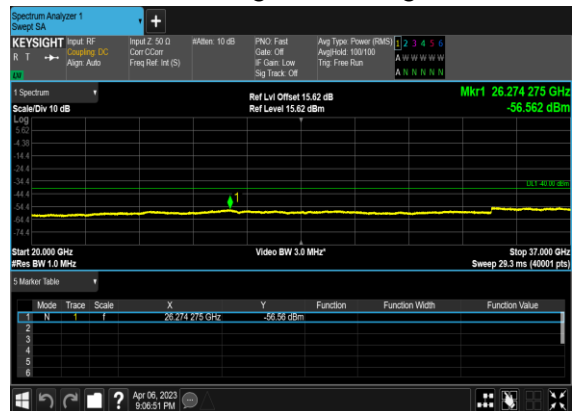 Spectrum Analyzer 1
Swept SA
KEYSIGHT Input: RF Input Z: 50 Ω #Atten: 10 dB PNO: Fast Avg Type: Power (RMS) 1 2 3 4 5 6
R T Coupling: DC Corr CCorr Gate: Off Avg|Hold: 100/100 A W W W W W
Align: Auto Freq Ref: Int (S) IF Gain: Low Trig: Free Run
Sig Track: Off A N N N N N
1 Spectrum Ref Lvl Offset 15.62 dB Mkr1 26.274 275 GHz
Scale/Div 10 dB Ref Level 15.62 dBm -56.562 dBm
Log
5.62
-4.38
-14.4
-24.4
-34.4
DL1 -40.00 dBm
-44.4
1
-54.4
-64.4
-74.4
Start 20.000 GHz Video BW 3.0 MHz* Stop 37.000 GHz
#Res BW 1.0 MHz Sweep 29.3 ms (40001 pts)
5 Marker Table
Mode Trace Scale X Y Function Function Width Function Value
1 N 1 f 26.274 275 GHz -56.56 dBm
2
3
4
5
6
? Apr 06, 2023
9:06:51 PM